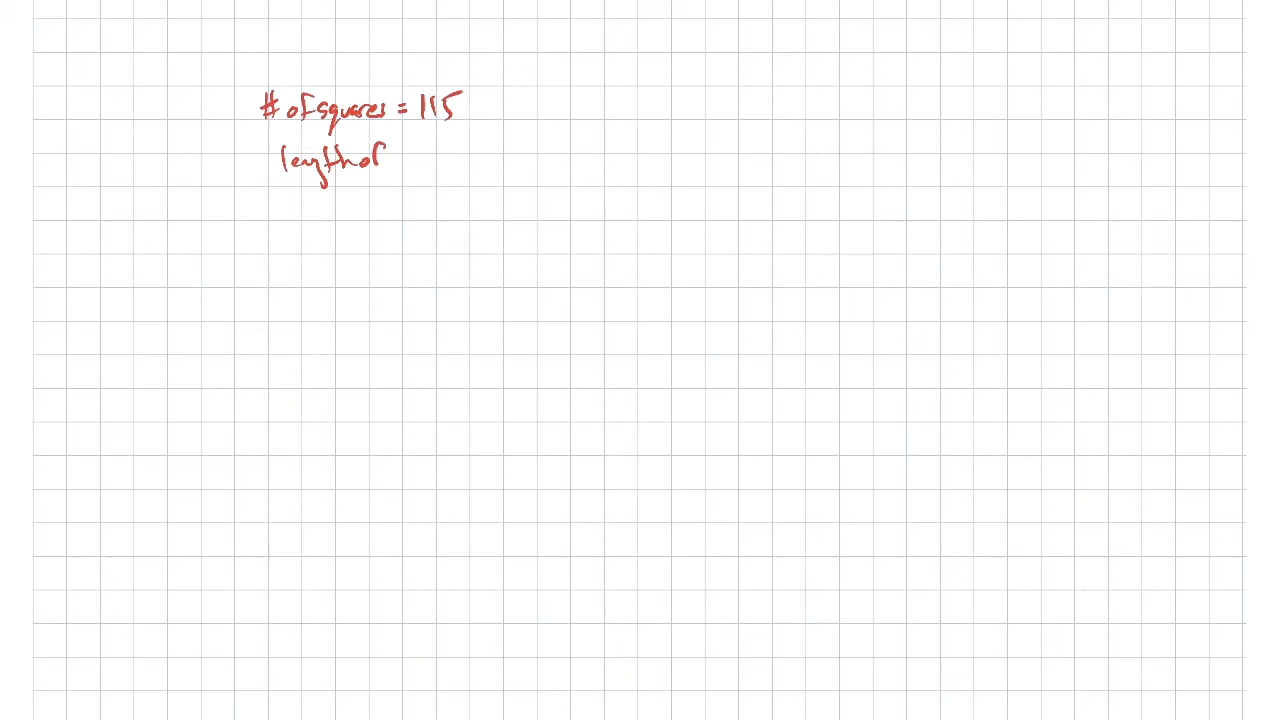 # of squares = 115
length of